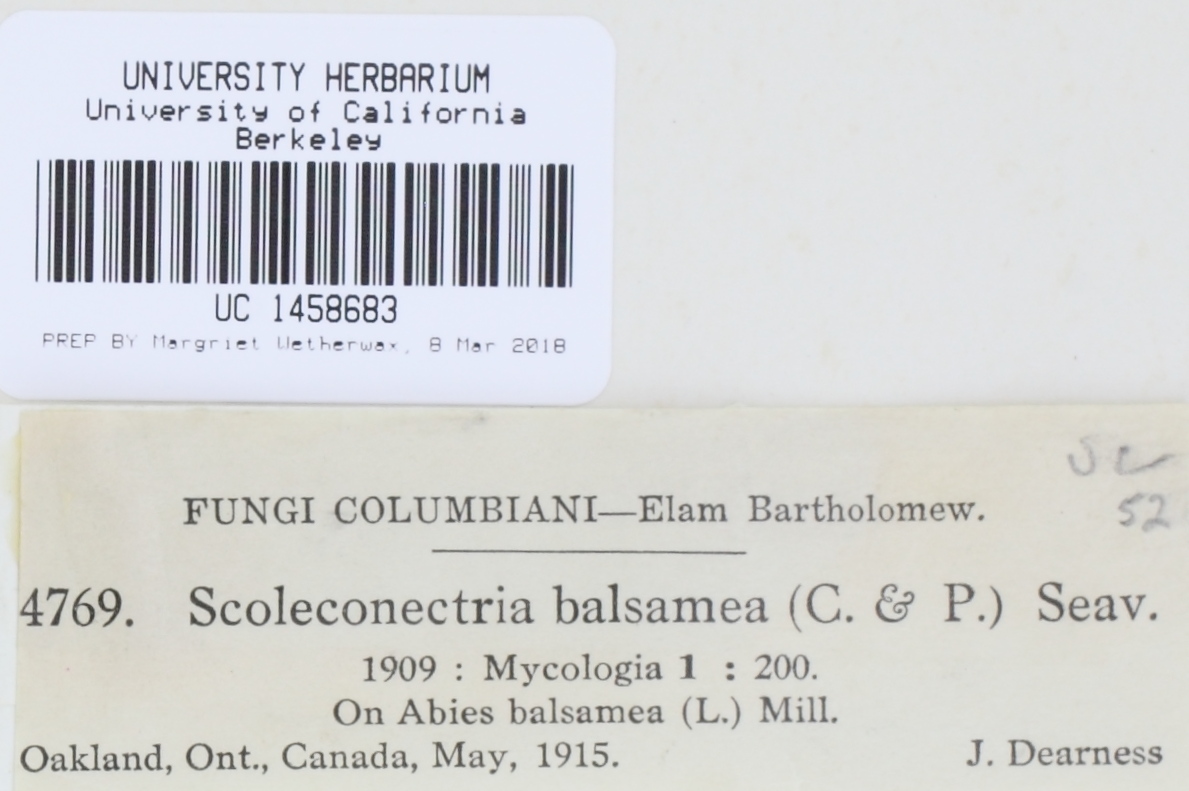 UNIVERSITY HERBARIUM
University of California
Berkeley
UC 1458683
PREP BY Margriet Wetherwax, 8 Mar 2018
52
FUNGI COLUMBIANI—Elam Bartholomew.
4769. Scoleconectria balsamea (C. & P.) Seav.
1909 : Mycologia 1 : 200.
On Abies balsamea (L.) Mill.
Oakland, Ont., Canada, May, 1915. J. Dearness